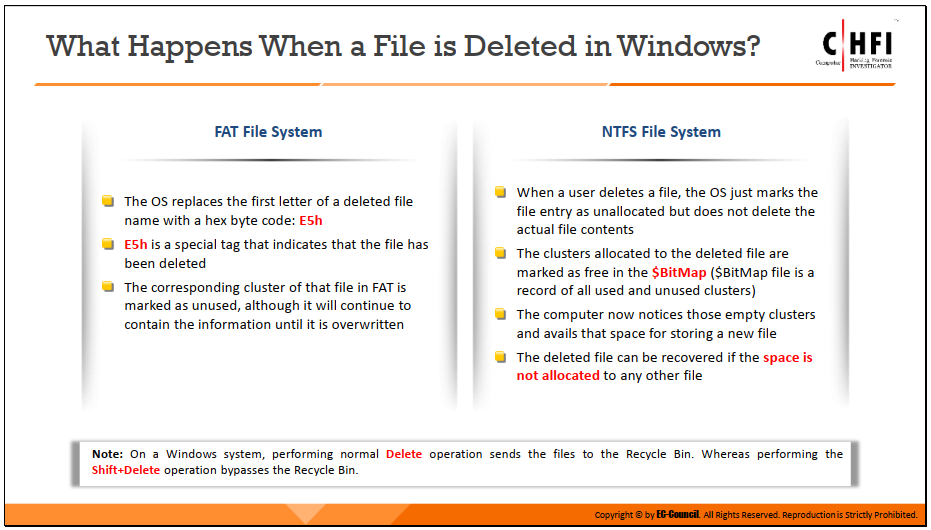 What Happens When a File is Deleted in Windows?
CHFI
Computer Hacking Forensic
INVESTIGATOR
FAT File System
The OS replaces the first letter of a deleted file
name with a hex byte code: E5h
E5h is a special tag that indicates that the file has
been deleted
The corresponding cluster of that file in FAT is
marked as unused, although it will continue to
contain the information until it is overwritten
NTFS File System
When a user deletes a file, the OS just marks the
file entry as unallocated but does not delete the
actual file contents
The clusters allocated to the deleted file are
marked as free in the $BitMap ($BitMap file is a
record of all used and unused clusters)
The computer now notices those empty clusters
and avails that space for storing a new file
The deleted file can be recovered if the space is
not allocated to any other file
Note: On a Windows system, performing normal Delete operation sends the files to the Recycle Bin. Whereas performing the
Shift+Delete operation bypasses the Recycle Bin.
Copyright © by EC-Council. All Rights Reserved. Reproduction is Strictly Prohibited.